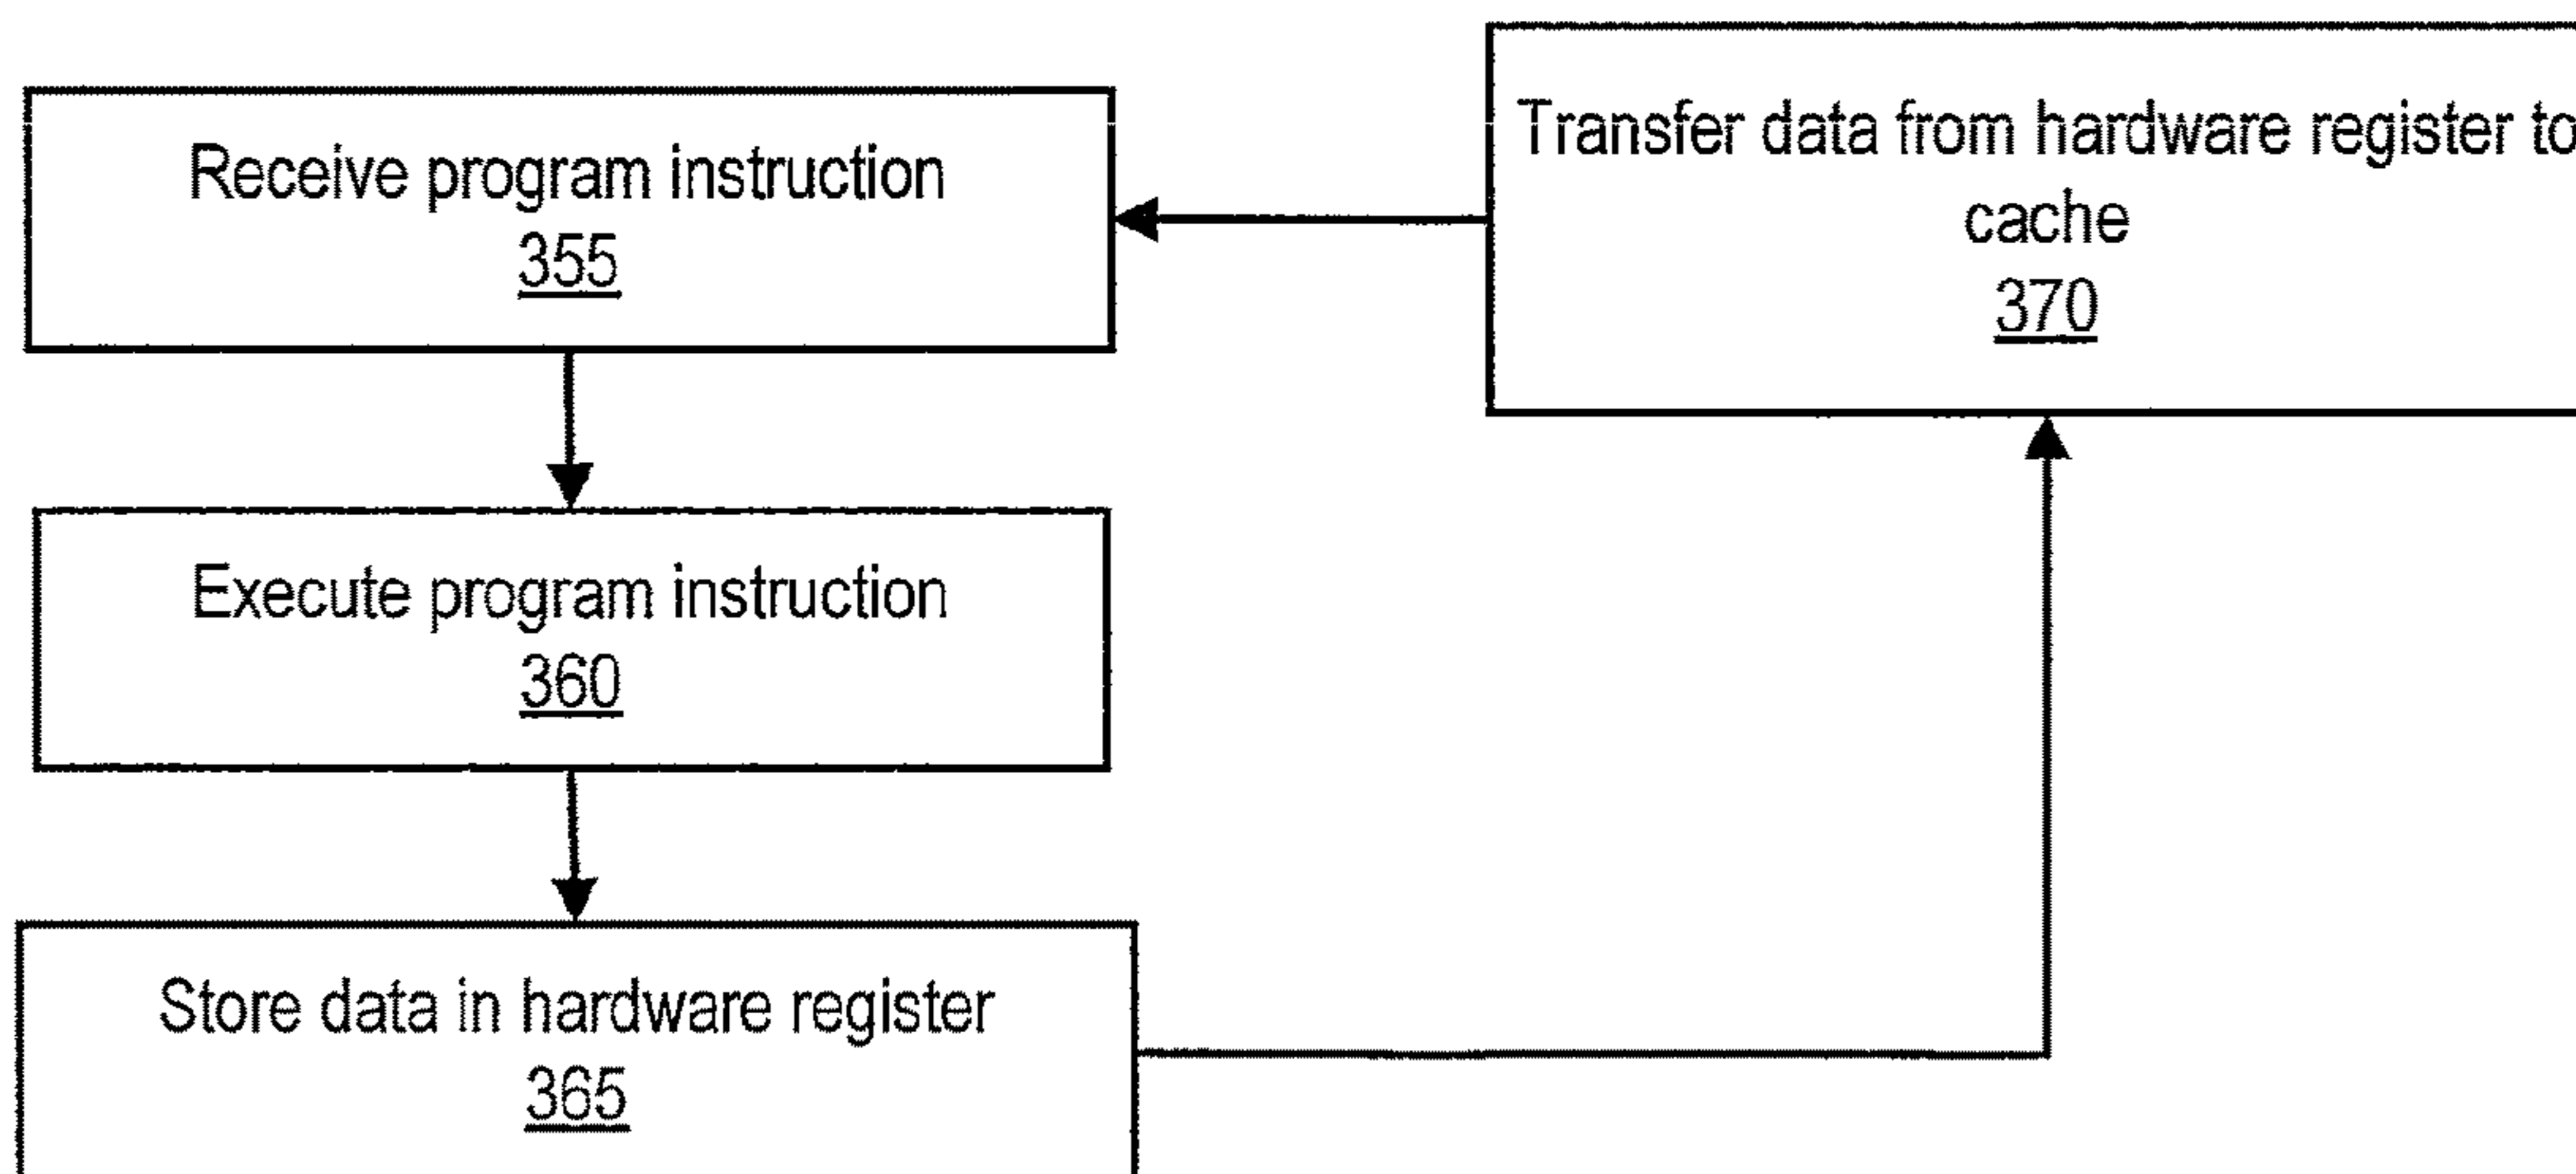 Receive program instruction
355
Transfer data from hardware register to
cache
370
Execute program instruction
360
Store data in hardware register
365